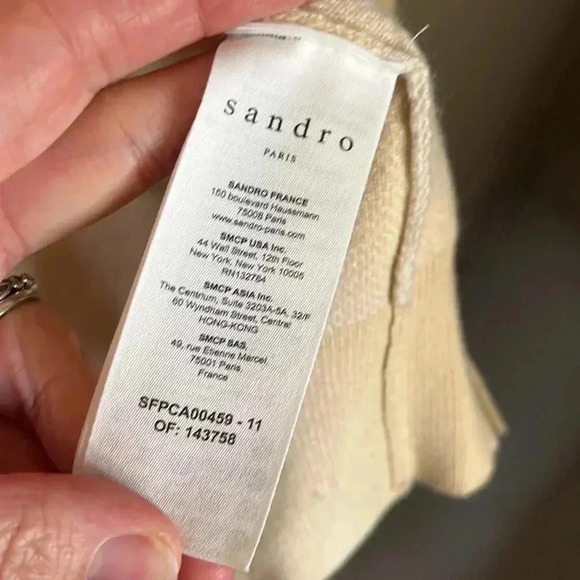 sandro
PARIS
SANDRO FRANCE
150 boulevard Haussmann
75008 Paris
www.sandro-paris.com
SMCP USA Inc.
44 Wall Street, 12th Floor
New York, New York 10005
RN132784
SMCP ASIA Inc.
The Centrium, Suite 3203A-5A, 32/F
60 Wyndham Street, Central
HONG-KONG
SMCP SAS,
49, rue Etienne Marcel,
75001 Paris
France
SFPCA00459 - 11
OF: 143758